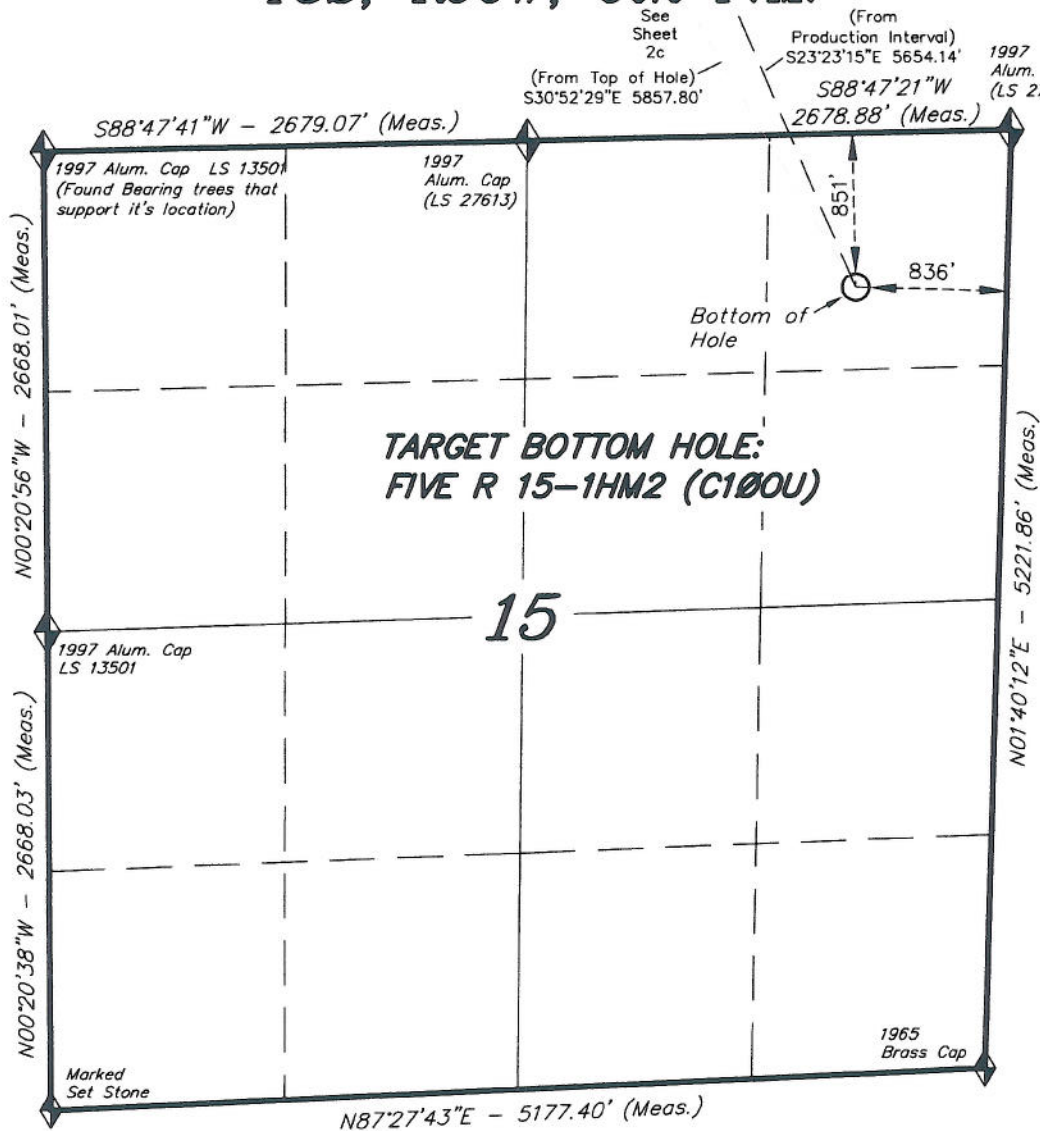 See
Sheet
2c
(From
Production Interval)
S23°23'15"E 5654.14'
(From Top of Hole)
S30°52'29"E 5857.80'
1997
Alum.
(LS
S88°47'41"W - 2679.07' (Meas.)
S88°47'21"W
2678.88' (Meas.)
1997 Alum. Cap LS 13501
(Found Bearing trees that
support it's location)
1997
Alum. Cap
(LS 27613)
851'
836'
Bottom of
Hole
N00°20'56"W - 2668.01' (Meas.)
TARGET BOTTOM HOLE:
FIVE R 15-1HM2 (C1ØOU)
15
N01°40'12"E - 5221.86' (Meas.)
1997 Alum. Cap
LS 13501
N00°20'38"W - 2668.03' (Meas.)
Marked
Set Stone
1965
Brass Cap
N87°27'43"E - 5177.40' (Meas.)